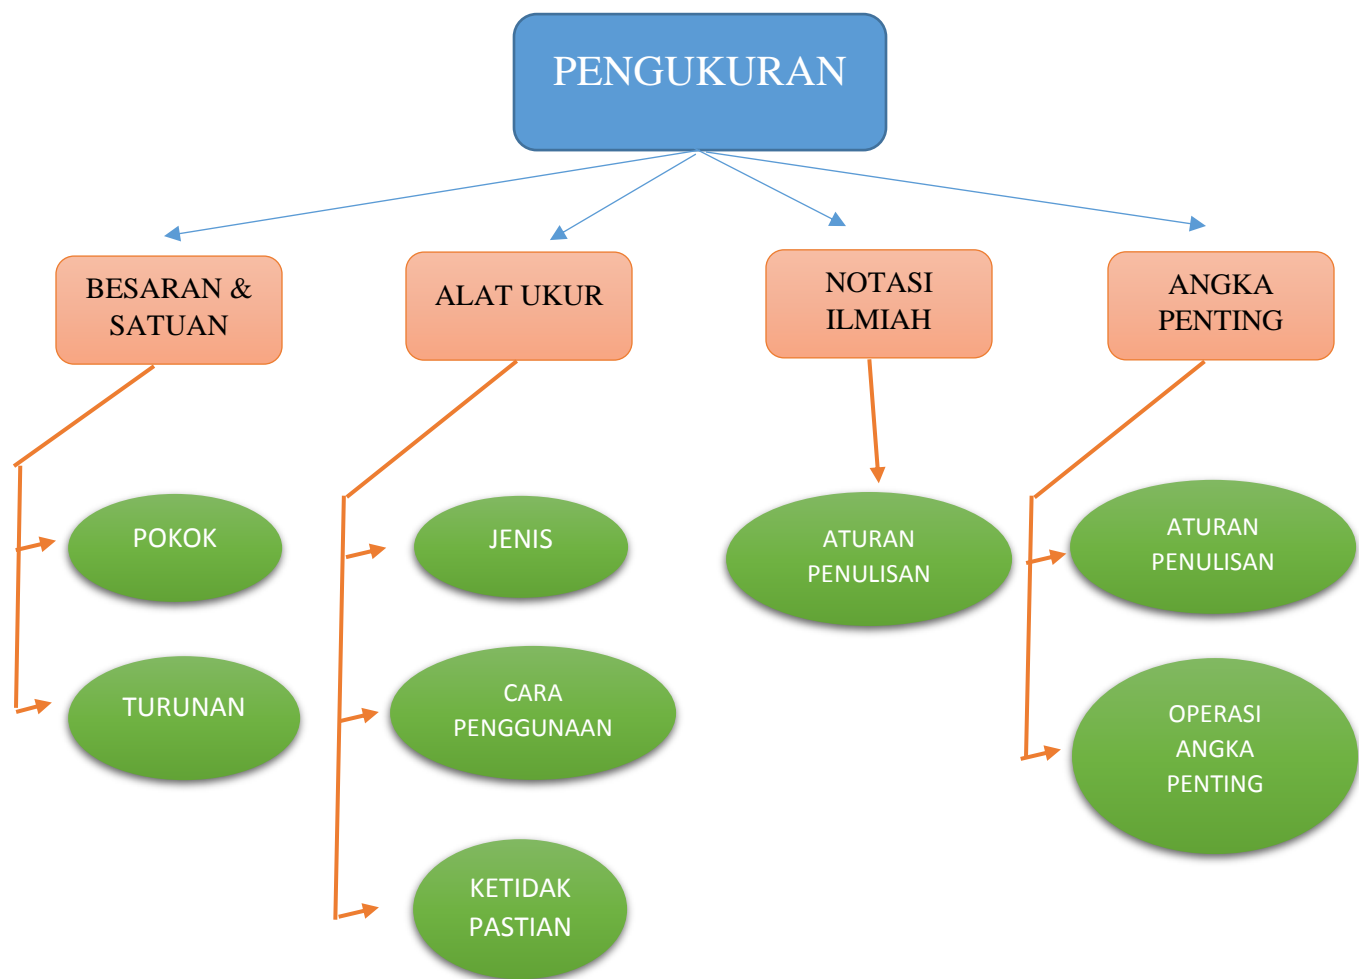 PENGUKURAN
BESARAN &
SATUAN
ALAT UKUR
NOTASI
ILMIAH
ANGKA
PENTING
POKOK
TURUNAN
JENIS
CARA
PENGGUNAAN
KETIDAK
PASTIAN
ATURAN
PENULISAN
ATURAN
PENULISAN
OPERASI
ANGKA
PENTING